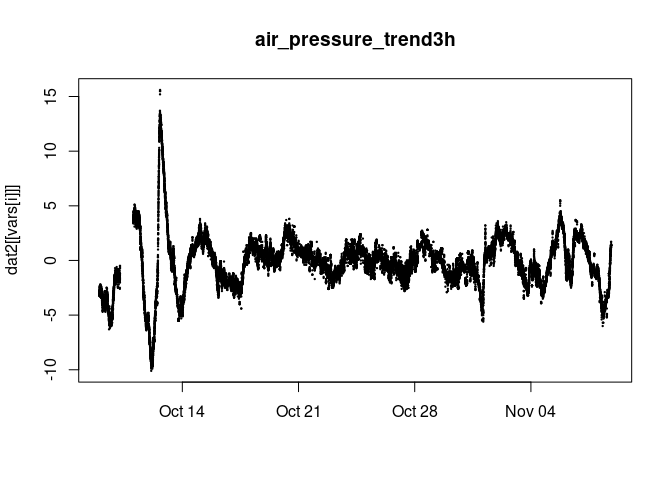 air_pressure_trend3h
dat2[[vars[i]]]
15
10
5
0
-5
-10
Oct 14
Oct 21
Oct 28
Nov 04